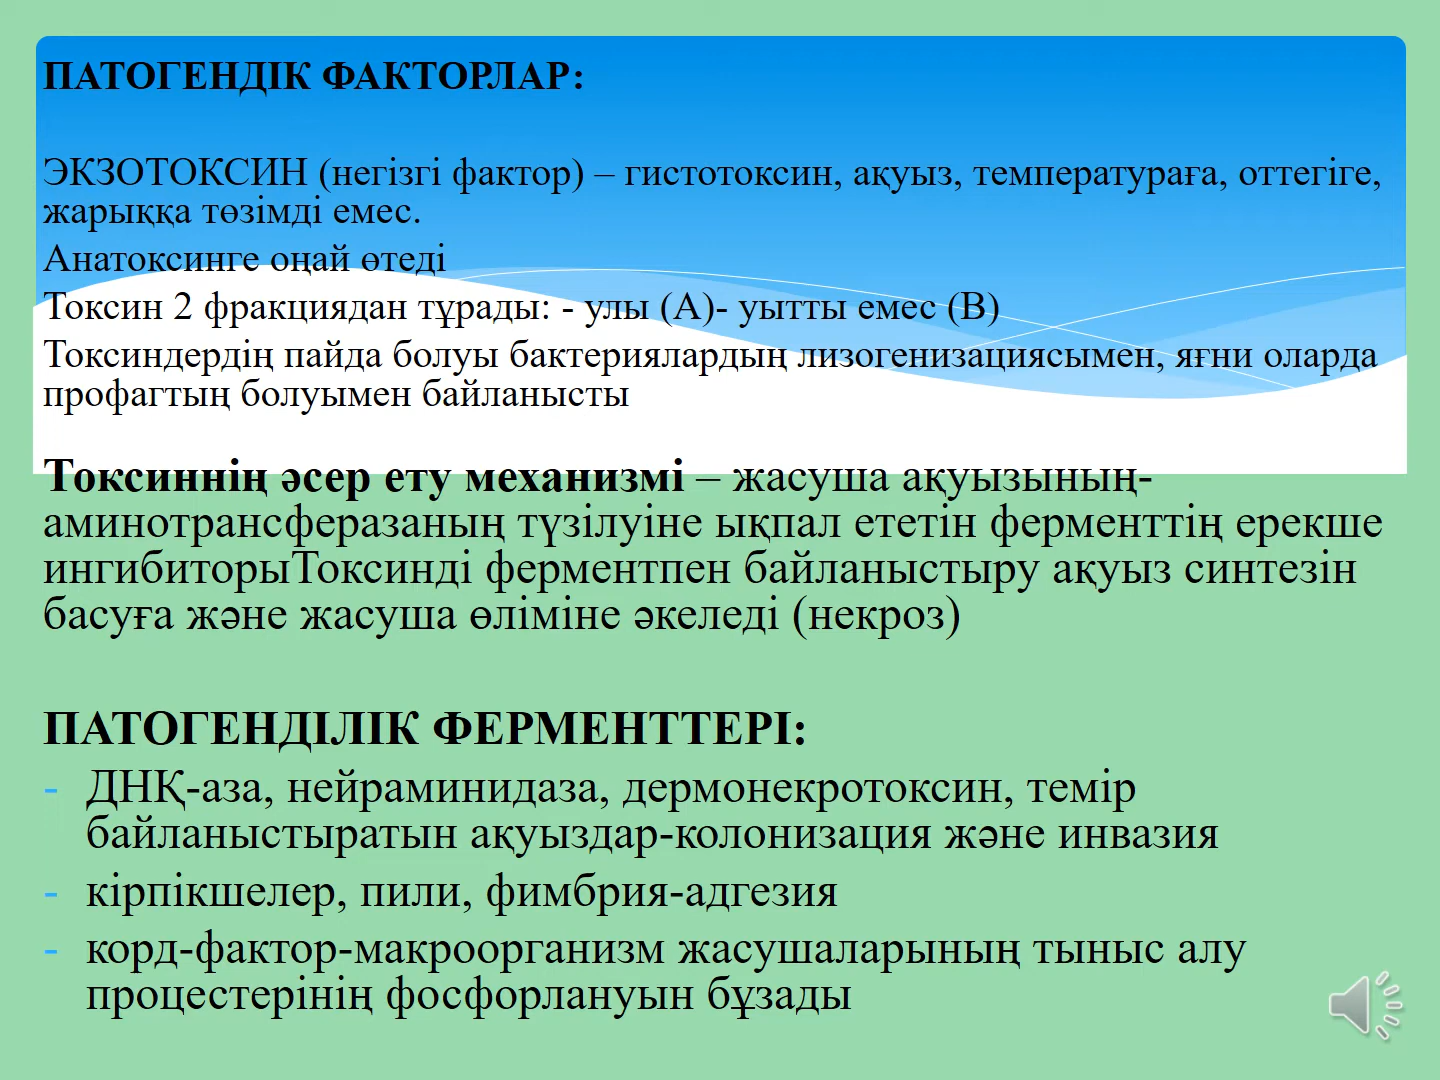 ПАТОГЕНДІК ФАКТОРЛАР:
ЭКЗОТОКСИН (негізгі фактор) – гистотоксин, ақуыз, температураға, оттегіге,
жарыққа төзімді емес.
Анатоксинге оңай өтеді
Токсин 2 фракциядан тұрады: - улы (А)- уытты емес (В)
Токсиндердің пайда болуы бактериялардың лизогенизациясымен, яғни оларда
профагтың болуымен байланысты
Токсиннің әсер ету механизмі – жасуша ақуызының-
аминотрансферазаның түзілуіне ықпал ететін ферменттің ерекше
ингибиторыТоксинді ферментпен байланыстыру ақуыз синтезін
басуға және жасуша өліміне әкеледі (некроз)
ПАТОГЕНДІЛІК ФЕРМЕНТТЕРІ:
- ДНҚ-аза, нейраминидаза, дермонекротоксин, темір
байланыстыратын ақуыздар-колонизация және инвазия
- кірпікшелер, пили, фимбрия-адгезия
- корд-фактор-макроорганизм жасушаларының тыныс алу
процестерінің фосфорлануын бұзады